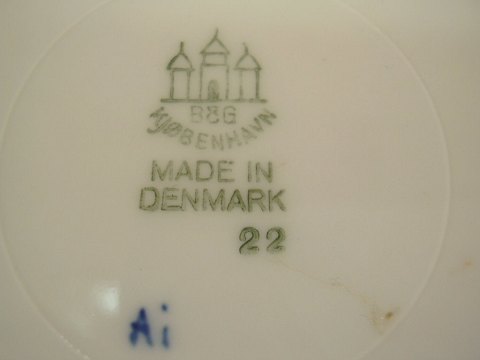 B&G
KJØBENHAVN
MADE IN
DENMARK
22
Ai